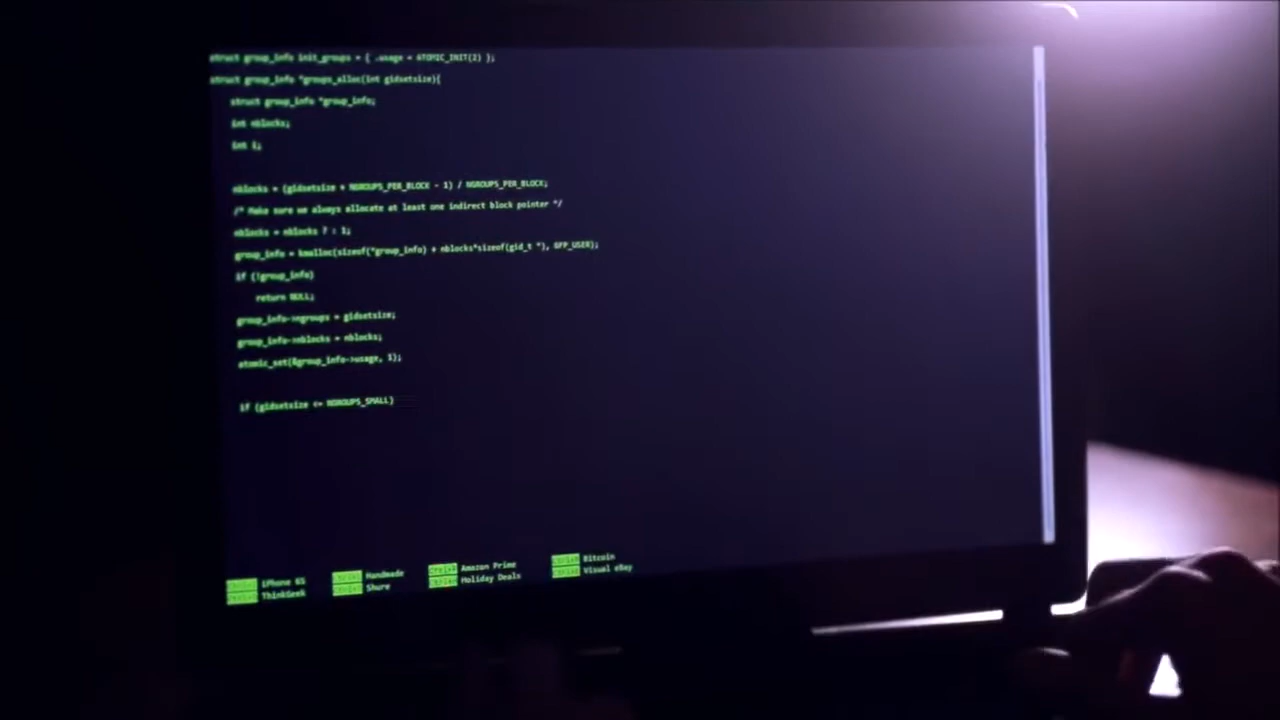 struct group_info init_groups = { .usage = ATOMIC_INIT(2) };
struct group_info *groups_alloc(int gidsetsize){
struct group_info *group_info;
int nblocks;
int i;
nblocks = (gidsetsize + NGROUPS_PER_BLOCK - 1) / NGROUPS_PER_BLOCK;
/* Make sure we always allocate at least one indirect block pointer */
nblocks = nblocks ? : 1;
group_info = kmalloc(sizeof(*group_info) + nblocks*sizeof(gid_t *), GFP_USER);
if (!group_info)
return NULL;
group_info->ngroups = gidsetsize;
group_info->nblocks = nblocks;
atomic_set(&group_info->usage, 1);
if (gidsetsize <= NGROUPS_SMALL)
iPhone 6S Handmade Amazon Prime Bitcoin
ThinkGeek Shure Holiday Deals Visual eBay